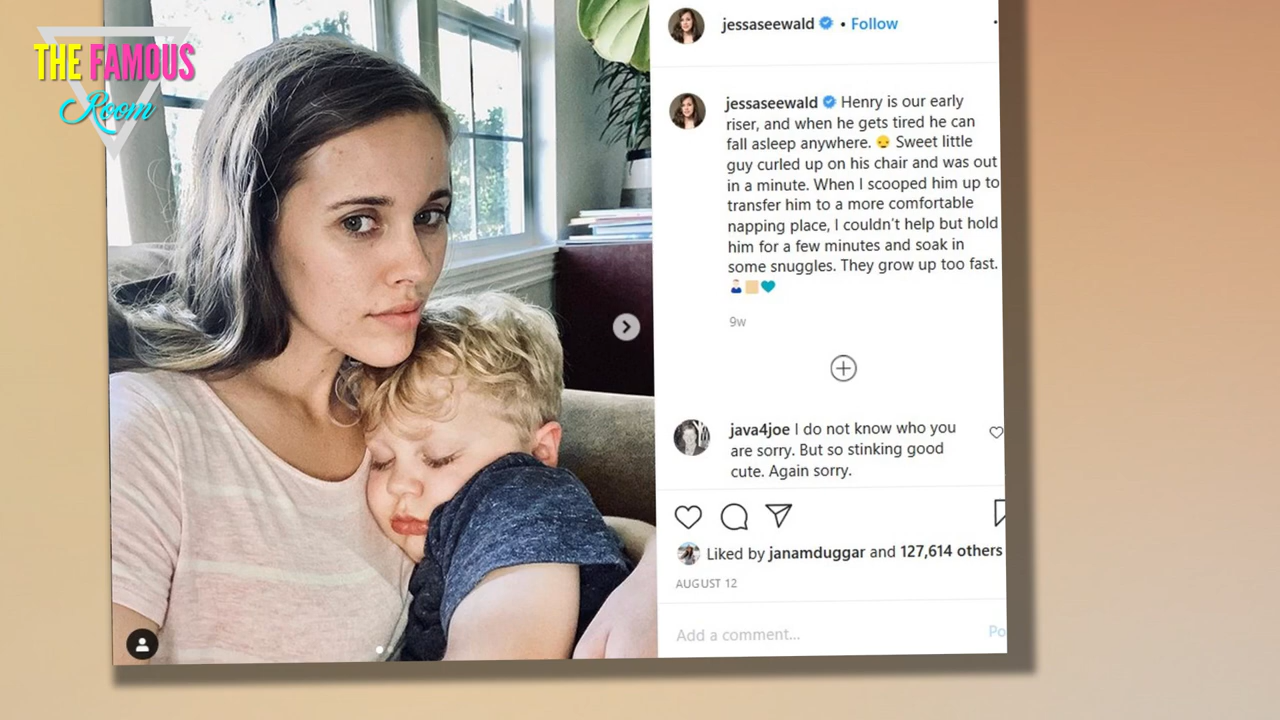 THE FAMOUS
Room
jessaseewald • Follow
jessaseewald Henry is our early
riser, and when he gets tired he can
fall asleep anywhere. 😴 Sweet little
guy curled up on his chair and was out
in a minute. When I scooped him up to
transfer him to a more comfortable
napping place, I couldn't help but hold
him for a few minutes and soak in
some snuggles. They grow up too fast.
9w
java4joe I do not know who you
are sorry. But so stinking good
cute. Again sorry.
Liked by janamduggar and 127,614 others
AUGUST 12
Add a comment...
Po